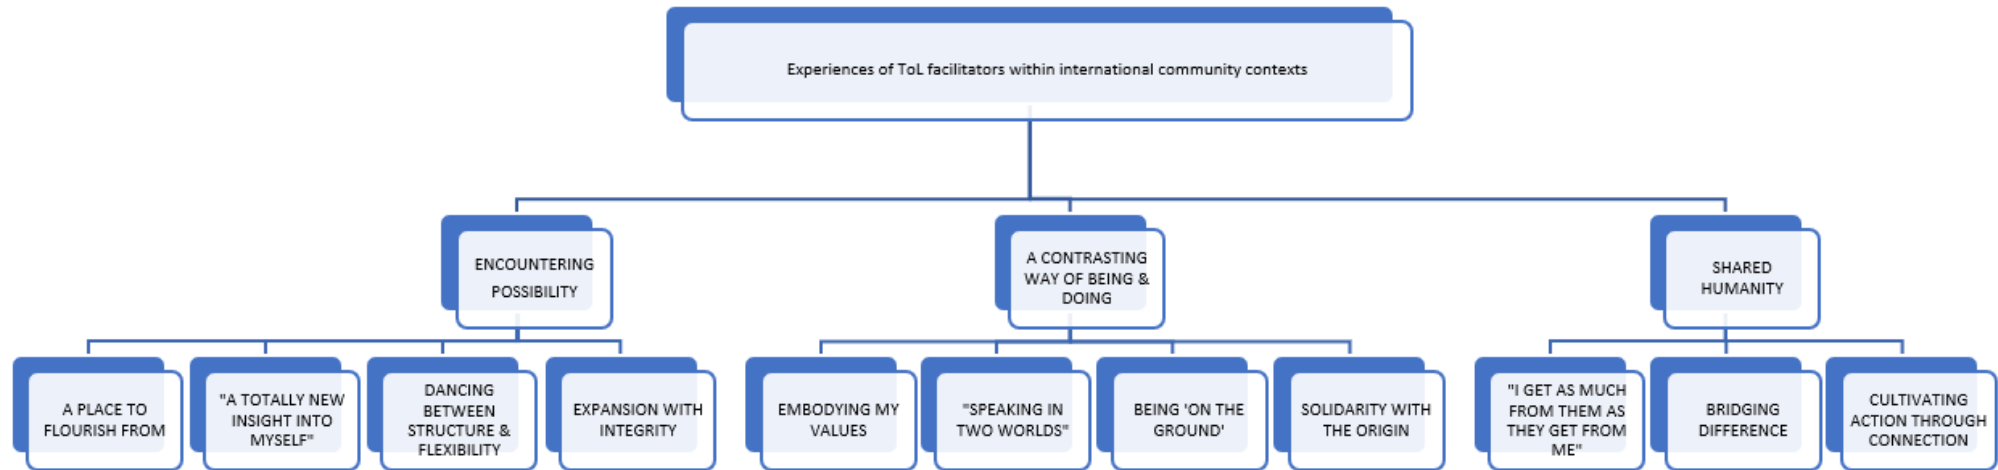 Experiences of ToL facilitators within international community contexts
ENCOUNTERING
POSSIBILITY
A CONTRASTING
WAY OF BEING &
DOING
SHARED
HUMANITY
A PLACE TO
FLOURISH FROM
"A TOTALLY NEW
INSIGHT INTO
MYSELF"
DANCING
BETWEEN
STRUCTURE &
FLEXIBILITY
EXPANSION WITH
INTEGRITY
EMBODYING MY
VALUES
"SPEAKING IN
TWO WORLDS"
BEING 'ON THE
GROUND'
SOLIDARITY WITH
THE ORIGIN
"I GET AS MUCH
FROM THEM AS
THEY GET FROM
ME"
BRIDGING
DIFFERENCE
CULTIVATING
ACTION THROUGH
CONNECTION